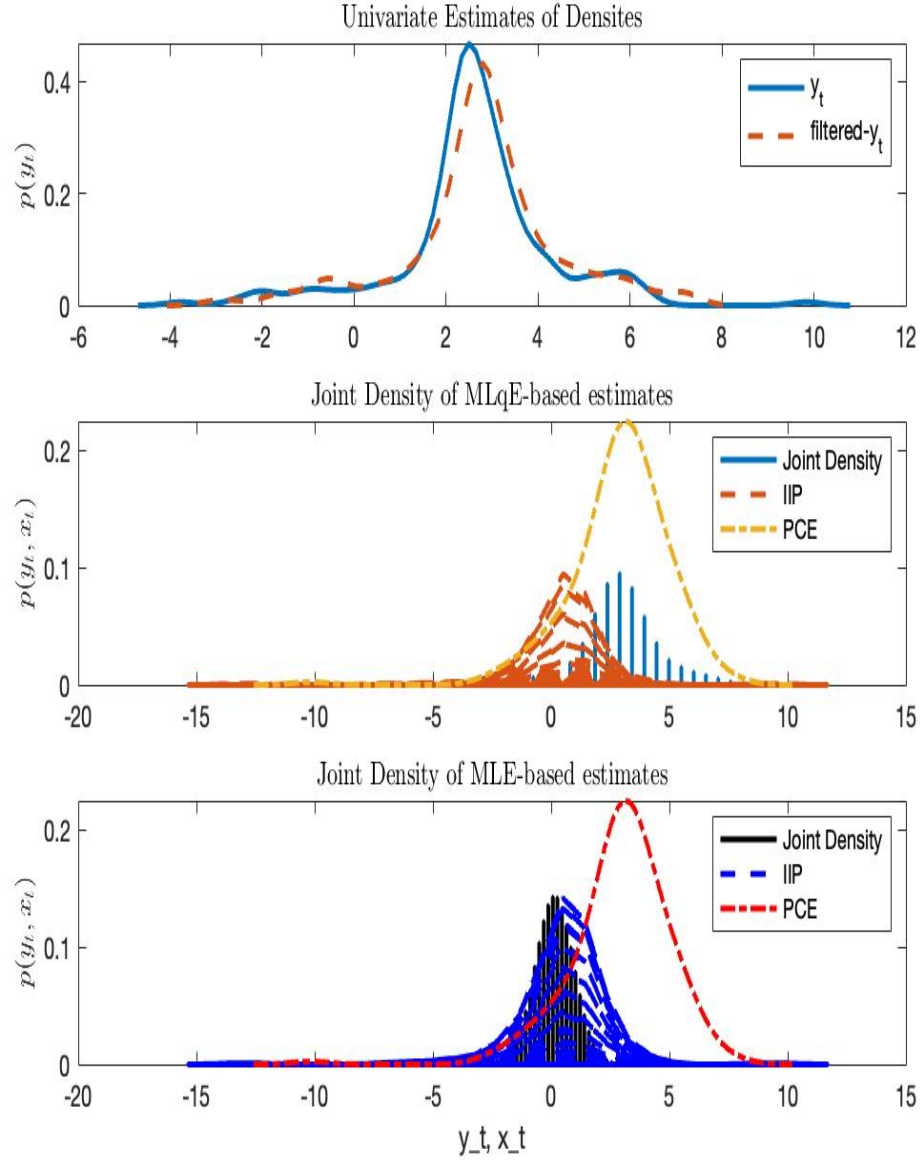 Univariate Estimates of Densites
p(y_t)
0.4
0.2
0
y_t
filtered-y_t
-6 -4 -2 0 2 4 6 8 10 12
Joint Density of MLqE-based estimates
p(y_t, x_t)
0.2
0.1
0
Joint Density
IIP
PCE
-20 -15 -10 -5 0 5 10 15
Joint Density of MLE-based estimates
p(y_t, x_t)
0.2
0.1
0
Joint Density
IIP
PCE
-20 -15 -10 -5 0 5 10 15
y_t, x_t